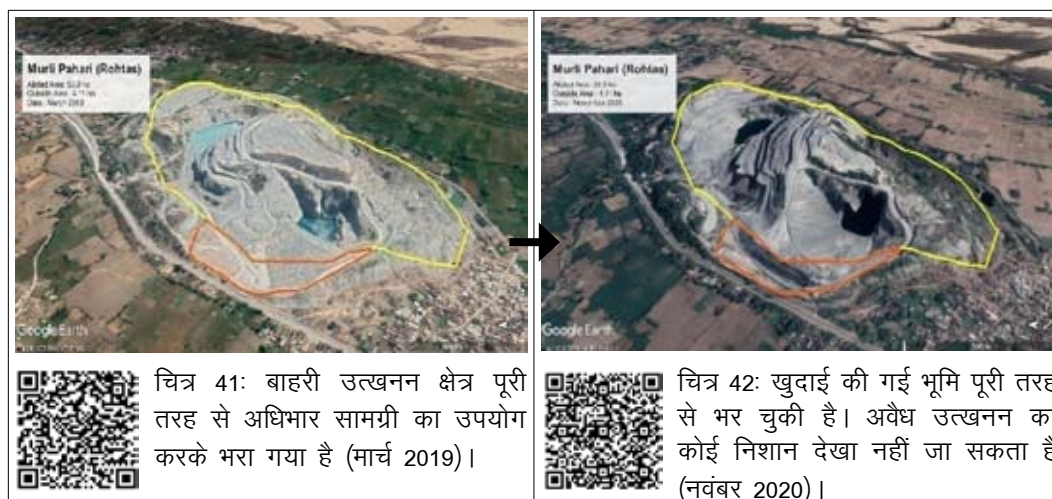 Murli Pahari (Rohtas)
Murli Pahari (Rohtas)
Google Earth
Google Earth
चित्र 41: बाहरी उत्खनन क्षेत्र पूरी
तरह से अधिभार सामग्री का उपयोग
करके भरा गया है (मार्च 2019)।
चित्र 42: खुदाई की गई भूमि पूरी तरह
से भर चुकी है। अवैध उत्खनन का
कोई निशान देखा नहीं जा सकता है
(नवंबर 2020)।